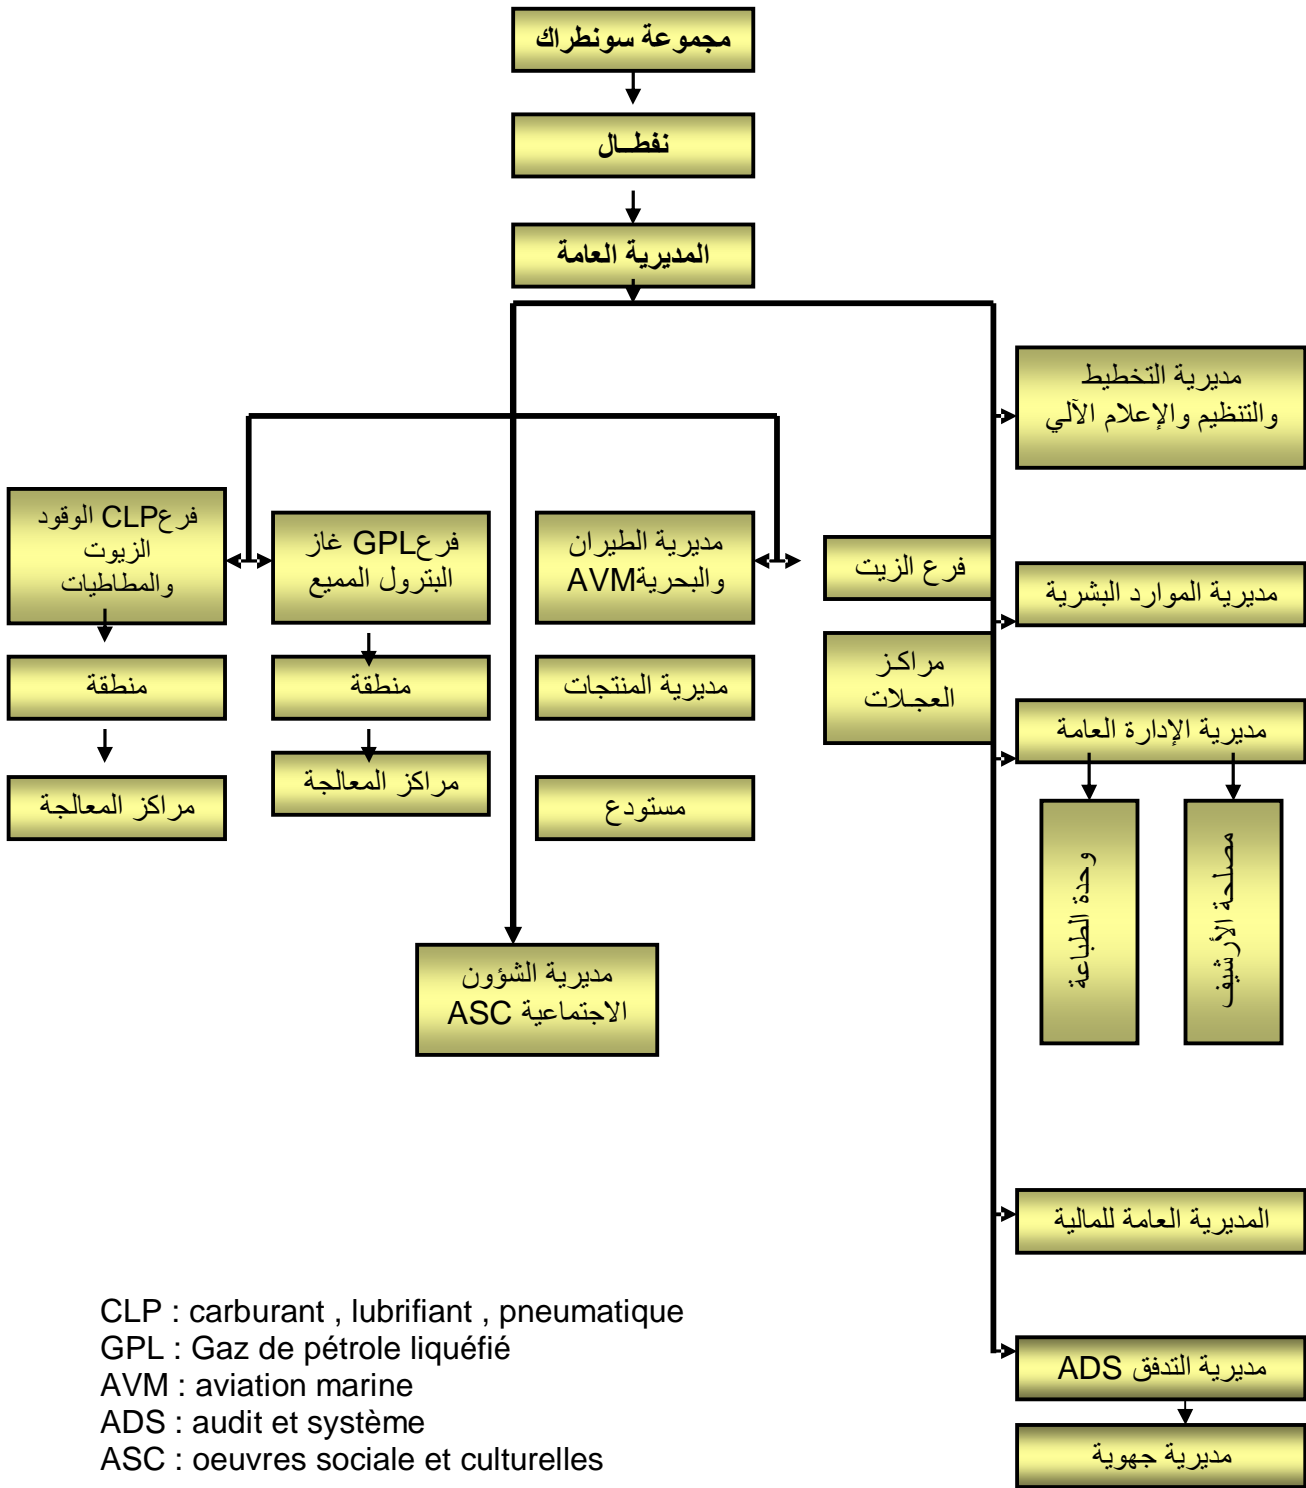 مجموعة سونطراك
نفطــال
المديرية العامة
مديرية التخطيط
والتنظيم والإعلام الآلي
فرعCLP الوقود
الزيوت
والمطاطيات
فرعGPL غاز
البترول المميع
مديرية الطيران
والبحريةAVM
فرع الزيت
مديرية الموارد البشرية
منطقة
منطقة
مديرية المنتجات
مراكـز
العجـلات
مديرية الإدارة العامة
مراكز المعالجة
مراكز المعالجة
مستودع
وحدة الطباعة
مصلحة الأرشيف
مديرية الشؤون
الاجتماعية ASC
المديرية العامة للمالية
مديرية التدفق ADS
مديرية جهوية
CLP : carburant , lubrifiant , pneumatique
GPL : Gaz de pétrole liquéfié
AVM : aviation marine
ADS : audit et système
ASC : oeuvres sociale et culturelles